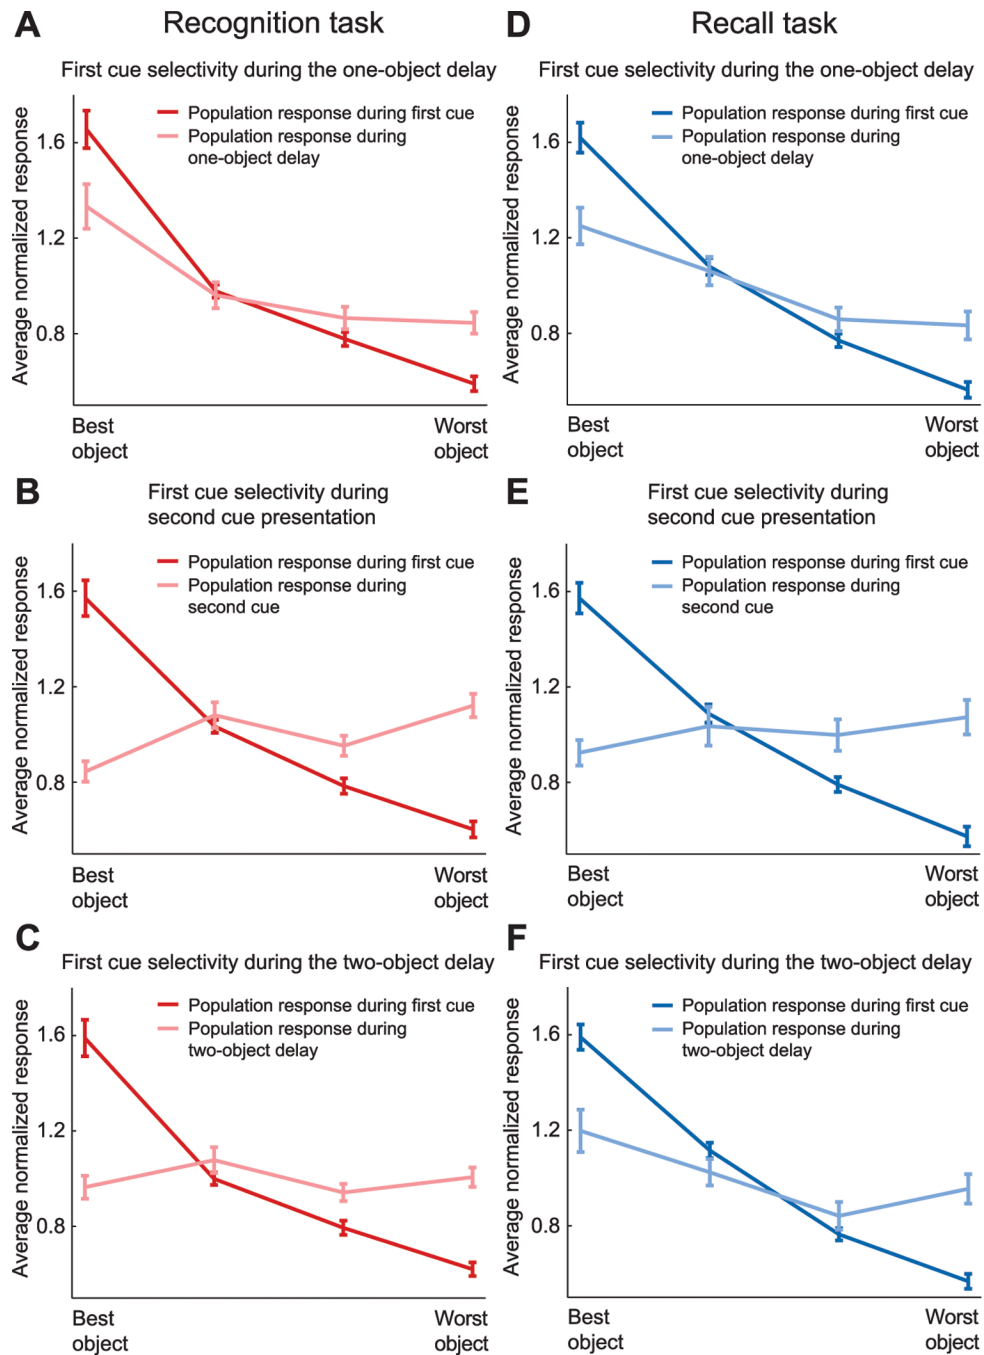 A
Recognition task
First cue selectivity during the one-object delay
Population response during first cue
Population response during
one-object delay
Average normalized response
1.6
1.2
0.8
Best
object
Worst
object
D
Recall task
First cue selectivity during the one-object delay
Population response during first cue
Population response during
one-object delay
Average normalized response
1.6
1.2
0.8
Best
object
Worst
object
B
First cue selectivity during
second cue presentation
Population response during first cue
Population response during
second cue
Average normalized response
1.6
1.2
0.8
Best
object
Worst
object
E
First cue selectivity during
second cue presentation
Population response during first cue
Population response during
second cue
Average normalized response
1.6
1.2
0.8
Best
object
Worst
object
C
First cue selectivity during the two-object delay
Population response during first cue
Population response during
two-object delay
Average normalized response
1.6
1.2
0.8
Best
object
Worst
object
F
First cue selectivity during the two-object delay
Population response during first cue
Population response during
two-object delay
Average normalized response
1.6
1.2
0.8
Best
object
Worst
object